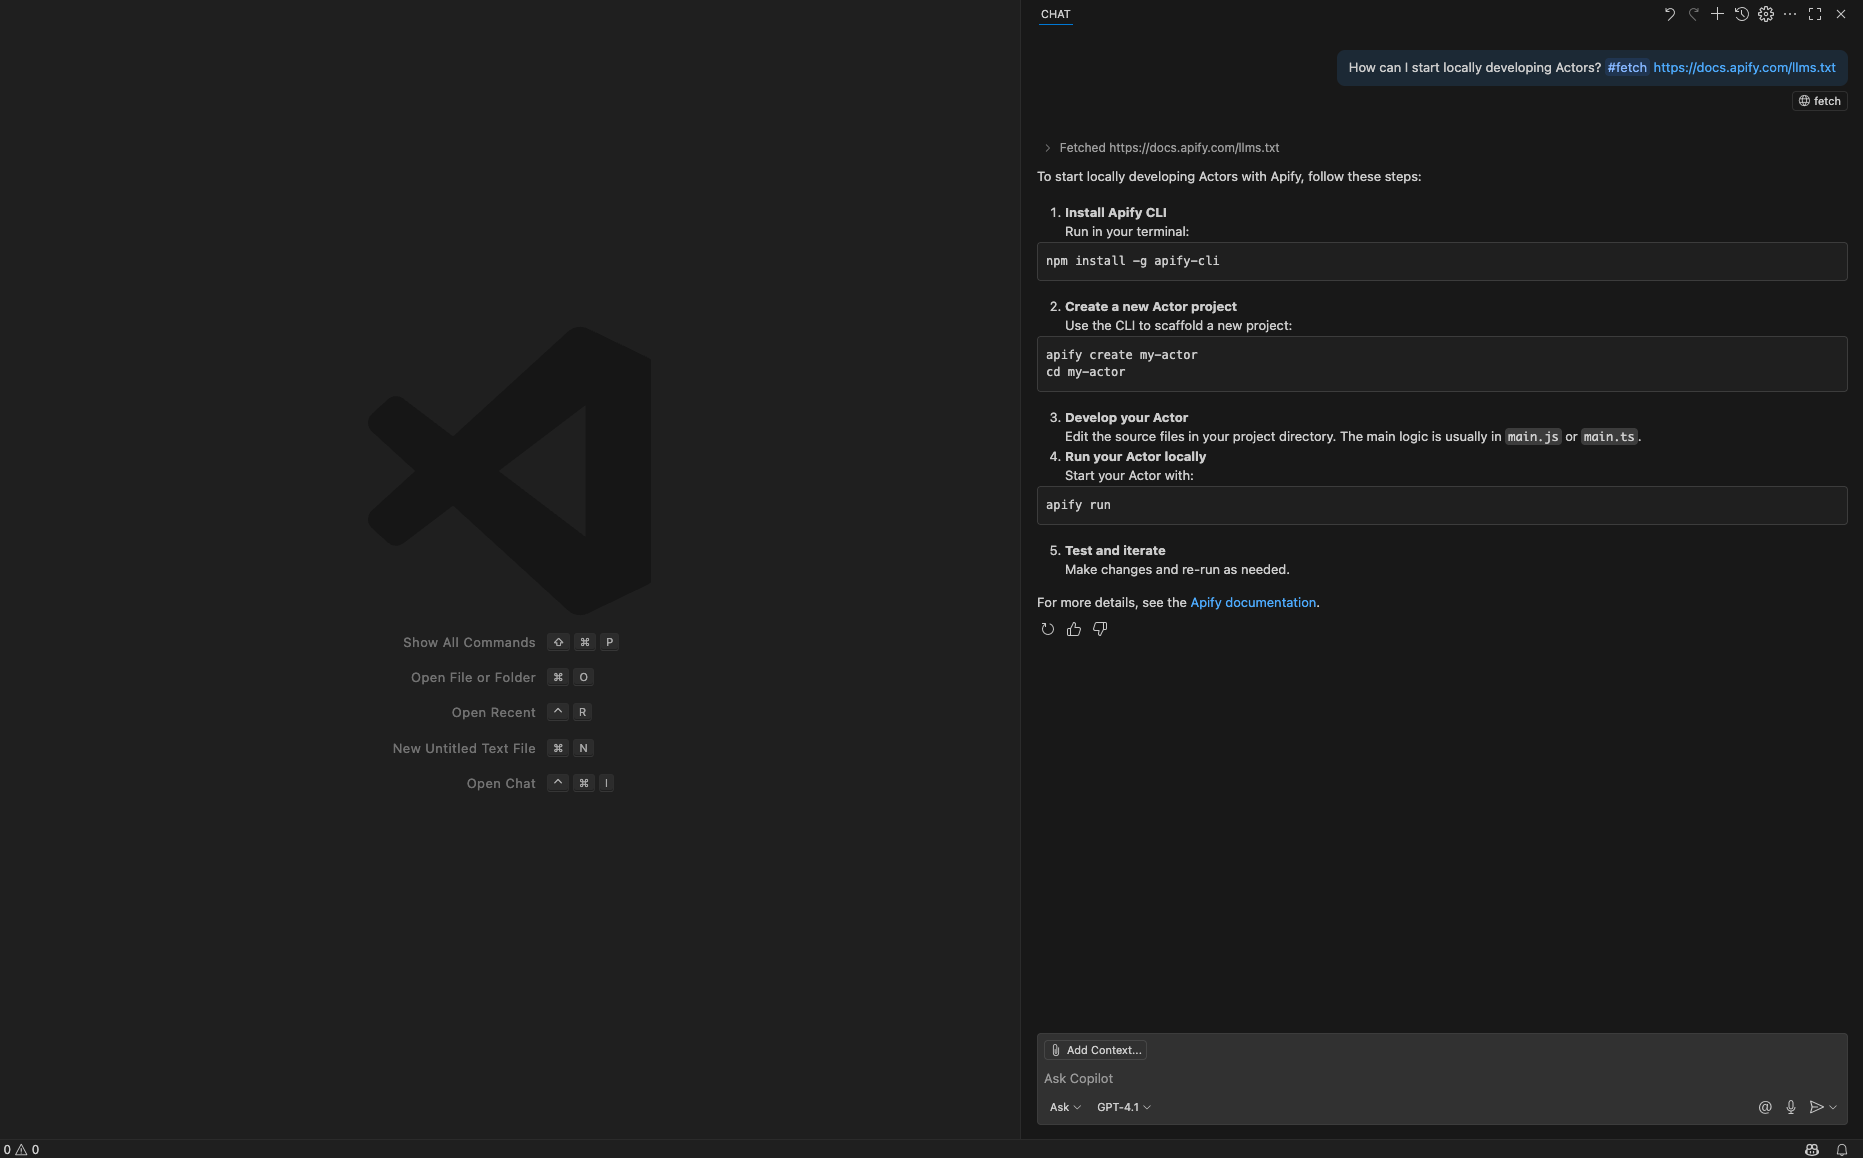 CHAT
How can I start locally developing Actors? #fetch https://docs.apify.com/llms.txt
fetch
Fetched https://docs.apify.com/llms.txt
To start locally developing Actors with Apify, follow these steps:
1. Install Apify CLI
Run in your terminal:
npm install -g apify-cli
2. Create a new Actor project
Use the CLI to scaffold a new project:
apify create my-actor
cd my-actor
3. Develop your Actor
Edit the source files in your project directory. The main logic is usually in main.js or main.ts.
4. Run your Actor locally
Start your Actor with:
apify run
5. Test and iterate
Make changes and re-run as needed.
For more details, see the Apify documentation.
Show All Commands ⇧ ⌘ P
Open File or Folder ⌘ O
Open Recent ^ R
New Untitled Text File ⌘ N
Open Chat ^ ⌘ I
Add Context...
Ask Copilot
Ask GPT-4.1
0 0